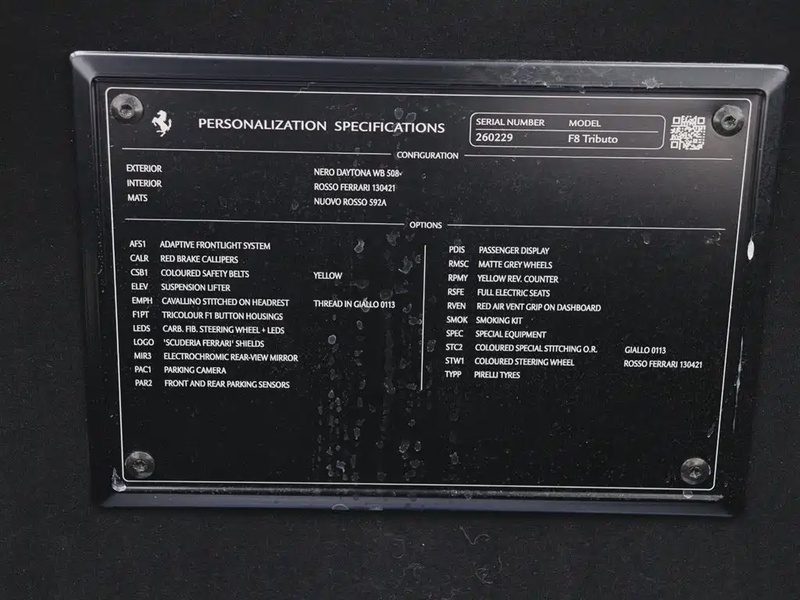 PERSONALIZATION SPECIFICATIONS
SERIAL NUMBER MODEL
260229 F8 Tributo
CONFIGURATION
EXTERIOR NERO DAYTONA WB 508
INTERIOR ROSSO FERRARI 130421
MATS NUOVO ROSSO 592A
OPTIONS
AFS1 ADAPTIVE FRONTLIGHT SYSTEM
CALR RED BRAKE CALLIPERS
CSB1 COLOURED SAFETY BELTS YELLOW
ELEV SUSPENSION LIFTER
EMPH CAVALLINO STITCHED ON HEADREST THREAD IN GIALLO 0113
F1PT TRICOLOUR F1 BUTTON HOUSINGS
LEDS CARB. FIB. STEERING WHEEL + LEDS
LOGO 'SCUDERIA FERRARI' SHIELDS
MIR3 ELECTROCHROMIC REAR-VIEW MIRROR
PAC1 PARKING CAMERA
PAR2 FRONT AND REAR PARKING SENSORS
PDIS PASSENGER DISPLAY
RMSC MATTE GREY WHEELS
RPMY YELLOW REV. COUNTER
RSFE FULL ELECTRIC SEATS
RVEN RED AIR VENT GRIP ON DASHBOARD
SMOK SMOKING KIT
SPEC SPECIAL EQUIPMENT
STC2 COLOURED SPECIAL STITCHING O.R. GIALLO 0113
STW1 COLOURED STEERING WHEEL ROSSO FERRARI 130421
TYPP PIRELLI TYRES